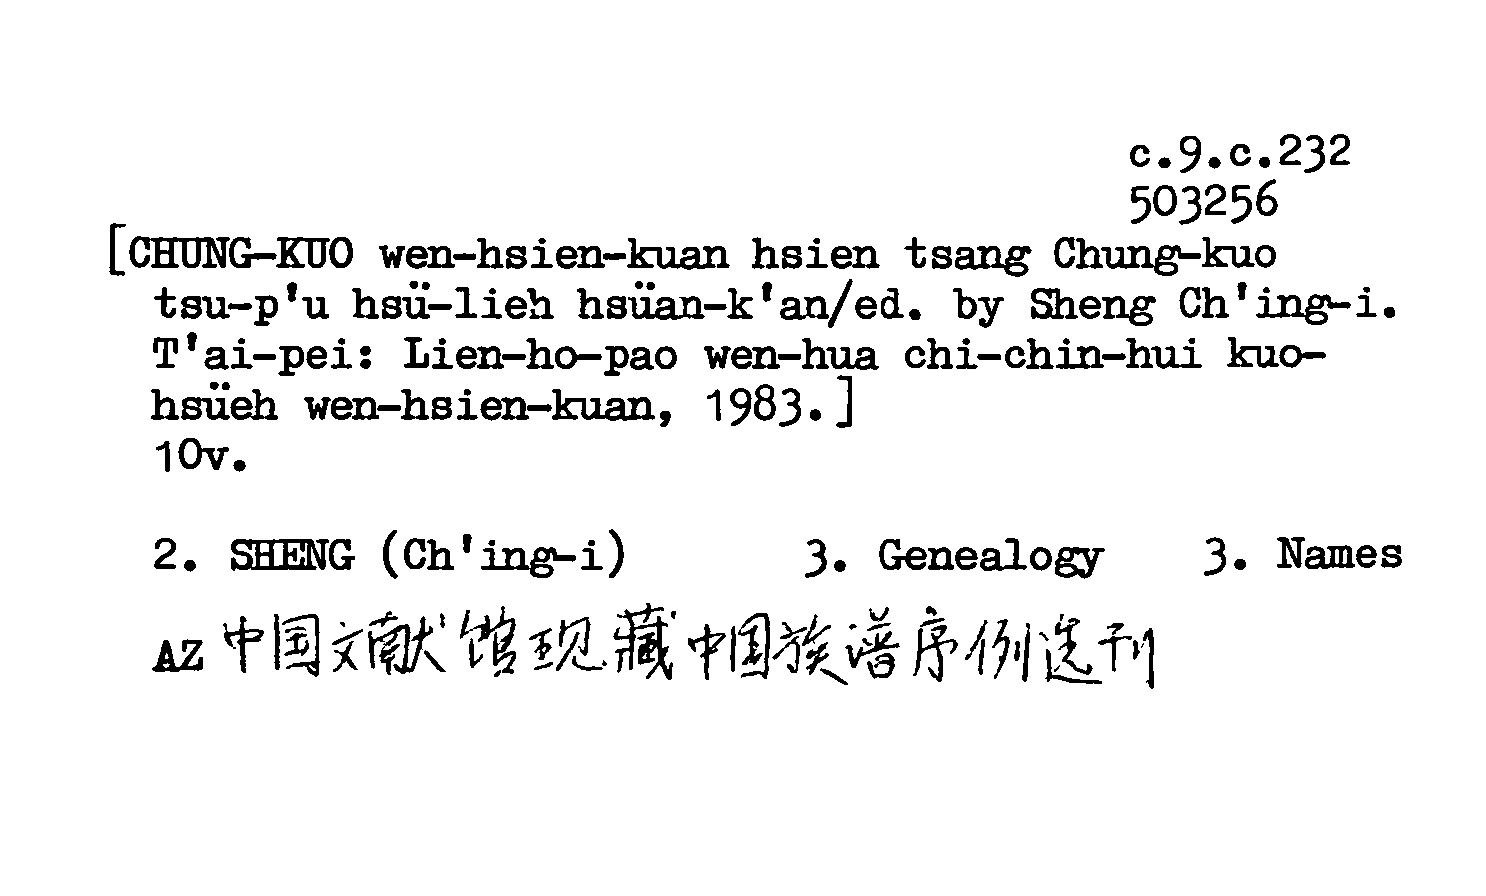 c.9.c.232
503256
[CHUNG-KUO wen-hsien-kuan hsien tsang Chung-kuo
tsu-p'u hsü-lieh hsüan-k'an/ed. by Sheng Ch'ing-i.
T'ai-pei: Lien-ho-pao wen-hua chi-chin-hui kuo-
hsüeh wen-hsien-kuan, 1983.]
10v.
2. SHENG (Ch'ing-i) 3. Genealogy 3. Names
AZ 中国文献馆现藏中国族谱序例选刊